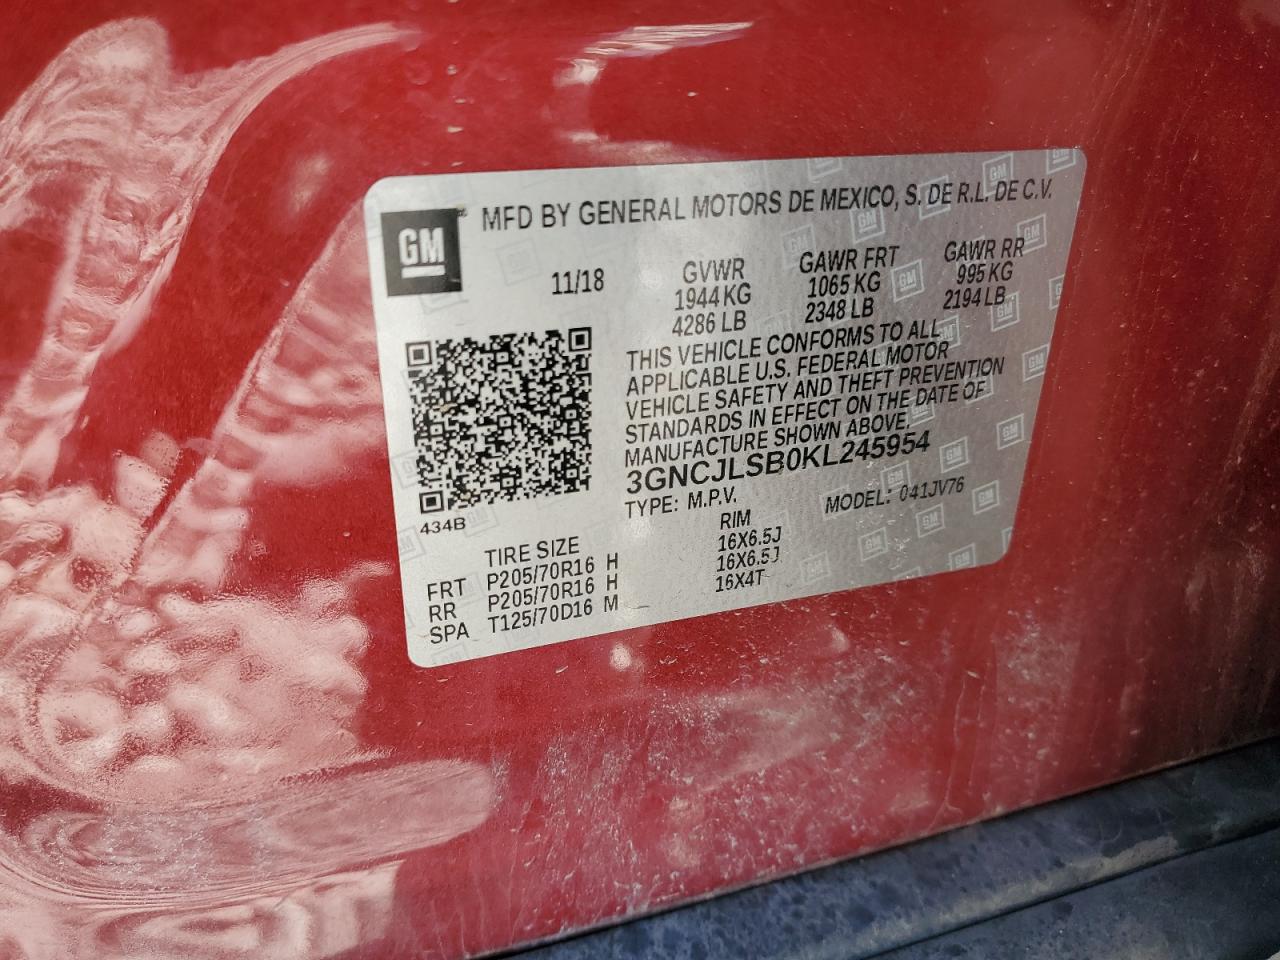 GM
MFD BY GENERAL MOTORS DE MEXICO, S. DE R.L. DE C.V.
11/18
GVWR GAWR FRT GAWR RR
1944 KG 1065 KG 995 KG
4286 LB 2348 LB 2194 LB
THIS VEHICLE CONFORMS TO ALL
APPLICABLE U.S. FEDERAL MOTOR
VEHICLE SAFETY AND THEFT PREVENTION
STANDARDS IN EFFECT ON THE DATE OF
MANUFACTURE SHOWN ABOVE.
3GNCJLSB0KL245954
TYPE: M.P.V. MODEL: 041JV76
434B
TIRE SIZE RIM
FRT P205/70R16 H 16X6.5J
RR P205/70R16 H 16X6.5J
SPA T125/70D16 M 16X4T